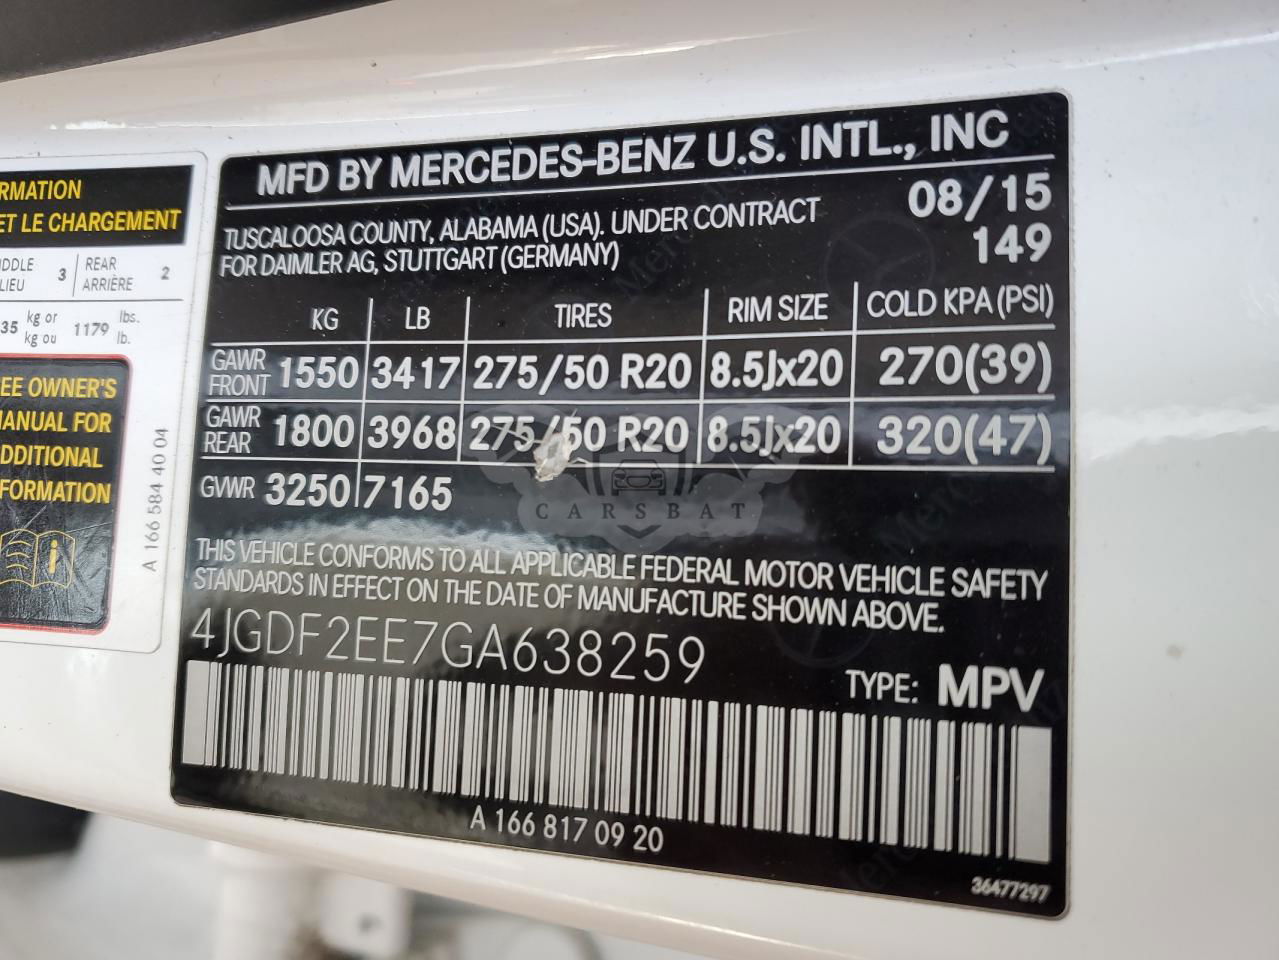 RMATION
ET LE CHARGEMENT
DDLE
LIEU
3
REAR
ARRIÈRE
2
35 kg or
kg ou
1179 lbs.
lb.
EE OWNER'S
ANUAL FOR
DDITIONAL
FORMATION
A 166 584 40 04
MFD BY MERCEDES-BENZ U.S. INTL., INC
TUSCALOOSA COUNTY, ALABAMA (USA). UNDER CONTRACT
FOR DAIMLER AG, STUTTGART (GERMANY)
08/15
149
KG LB TIRES RIM SIZE COLD KPA (PSI)
GAWR
FRONT 1550 3417 275/50 R20 8.5Jx20 270(39)
GAWR
REAR 1800 3968 275/50 R20 8.5Jx20 320(47)
GVWR 3250 7165
CARSBAT
THIS VEHICLE CONFORMS TO ALL APPLICABLE FEDERAL MOTOR VEHICLE SAFETY
STANDARDS IN EFFECT ON THE DATE OF MANUFACTURE SHOWN ABOVE.
4JGDF2EE7GA638259
TYPE: MPV
A 166 817 09 20
36477297